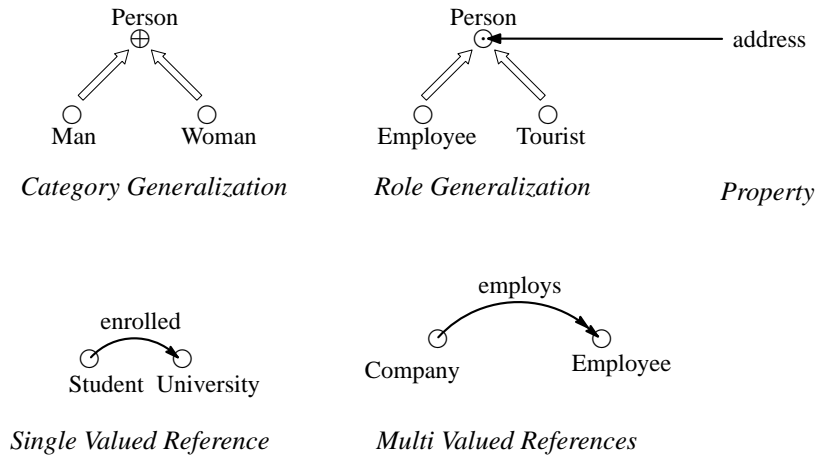 Person
Man
Woman
Category Generalization
Person
address
Employee
Tourist
Role Generalization
Property
enrolled
Student University
Single Valued Reference
employs
Company
Employee
Multi Valued References